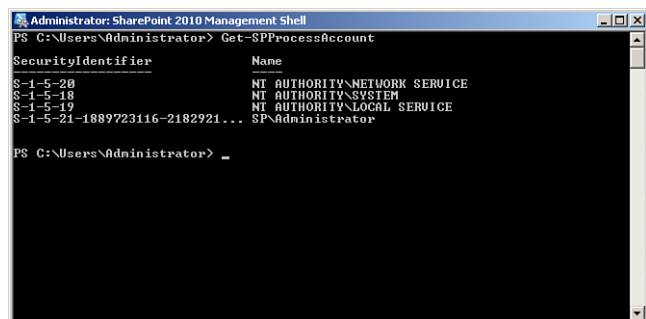 Administrator: SharePoint 2010 Management Shell
PS C:\Users\Administrator> Get-SPProcessAccount
SecurityIdentifier Name
------------------ ----
S-1-5-20 NT AUTHORITY\NETWORK SERVICE
S-1-5-18 NT AUTHORITY\SYSTEM
S-1-5-19 NT AUTHORITY\LOCAL SERVICE
S-1-5-21-1889723116-2182921... SP\Administrator
PS C:\Users\Administrator> _